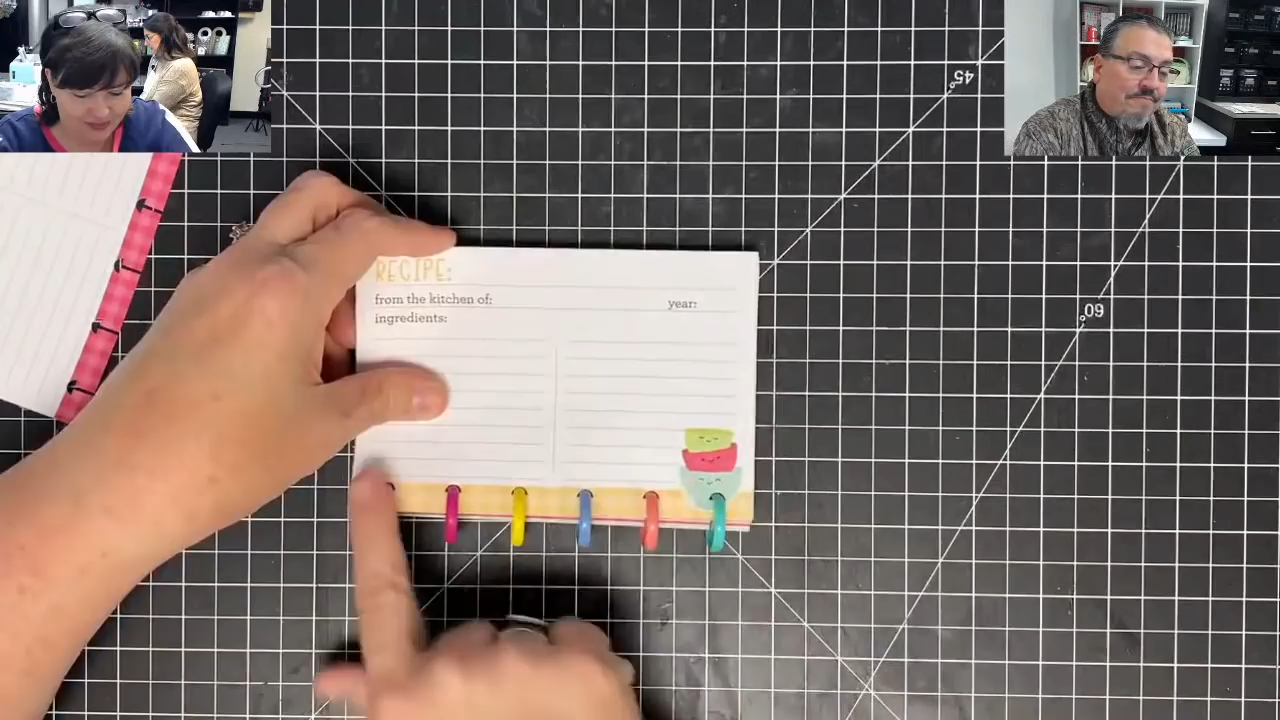 45
60
RECIPE:
from the kitchen of: year:
ingredients: